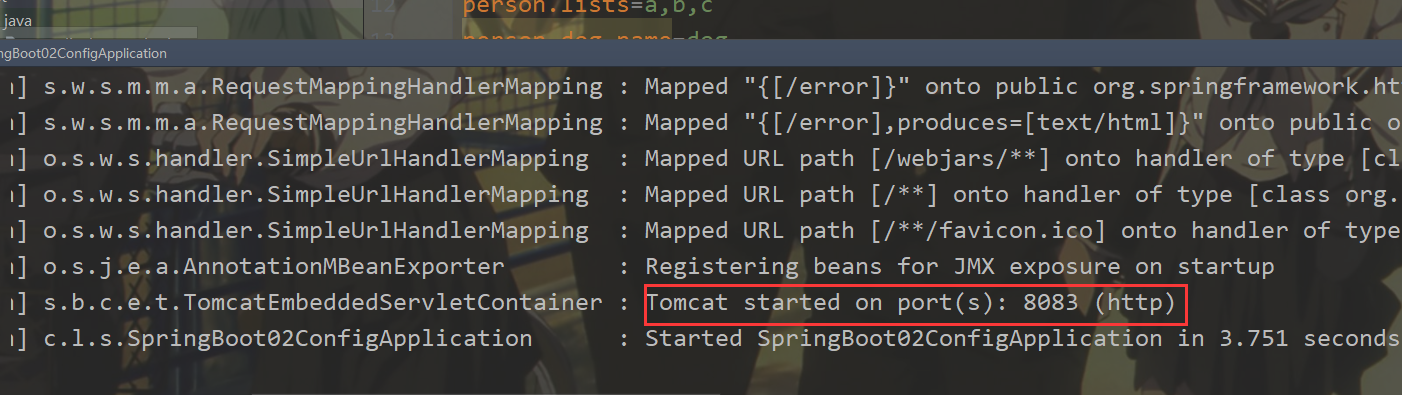 java
12 person.lists=a,b,c
person.dog.name=dog
ngBoot02ConfigApplication
] s.w.s.m.m.a.RequestMappingHandlerMapping : Mapped "{[/error]}" onto public org.springframework.ht
] s.w.s.m.m.a.RequestMappingHandlerMapping : Mapped "{[/error],produces=[text/html]}" onto public o
] o.s.w.s.handler.SimpleUrlHandlerMapping : Mapped URL path [/webjars/**] onto handler of type [cl
] o.s.w.s.handler.SimpleUrlHandlerMapping : Mapped URL path [/**] onto handler of type [class org.
] o.s.w.s.handler.SimpleUrlHandlerMapping : Mapped URL path [/**/favicon.ico] onto handler of type
] o.s.j.e.a.AnnotationMBeanExporter : Registering beans for JMX exposure on startup
] s.b.c.e.t.TomcatEmbeddedServletContainer : Tomcat started on port(s): 8083 (http)
] c.l.s.SpringBoot02ConfigApplication : Started SpringBoot02ConfigApplication in 3.751 seconds